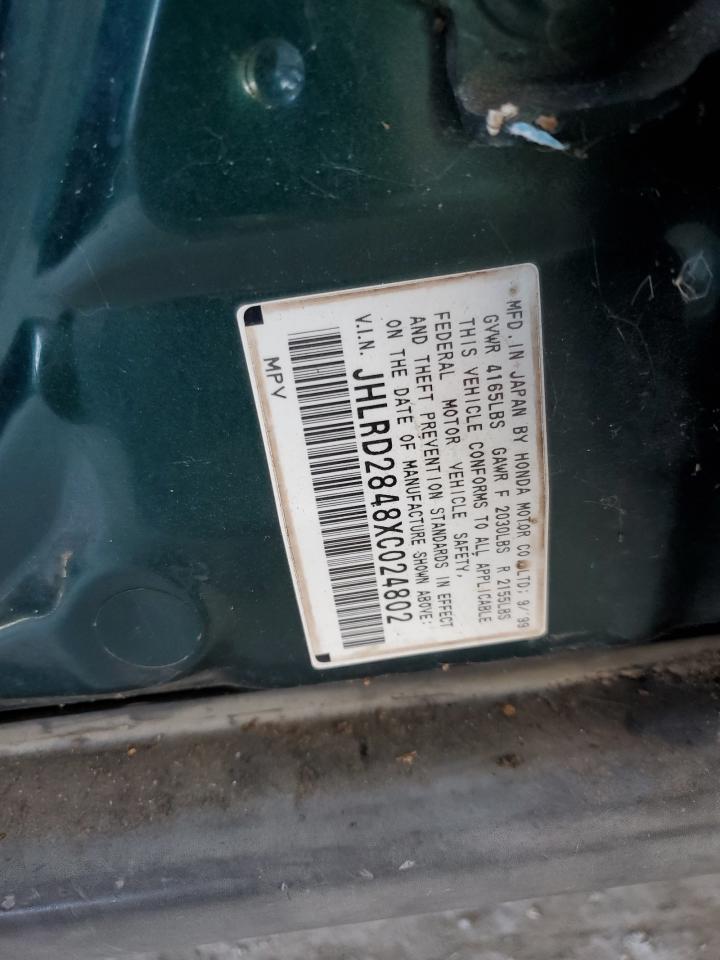 MFD. IN JAPAN BY HONDA MOTOR CO., LTD; 9/99
GVWR 4165LBS GAWR F 2030LBS R 2155LBS
THIS VEHICLE CONFORMS TO ALL APPLICABLE
FEDERAL MOTOR VEHICLE SAFETY,
AND THEFT PREVENTION STANDARDS IN EFFECT
ON THE DATE OF MANUFACTURE SHOWN ABOVE:
V.I.N. JHLRD2848XC024802
MPV